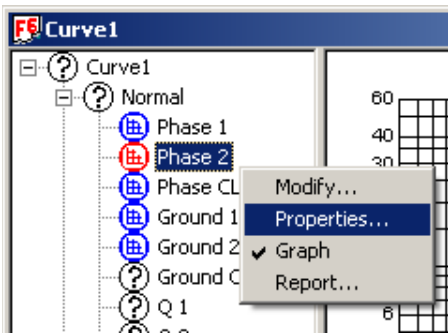 F6 Curve1
Curve1
Normal
Phase 1
Phase 2
Phase CL
Ground 1
Ground 2
Ground
Q 1
Modify...
Properties...
Graph
Report...
60
40
30
6